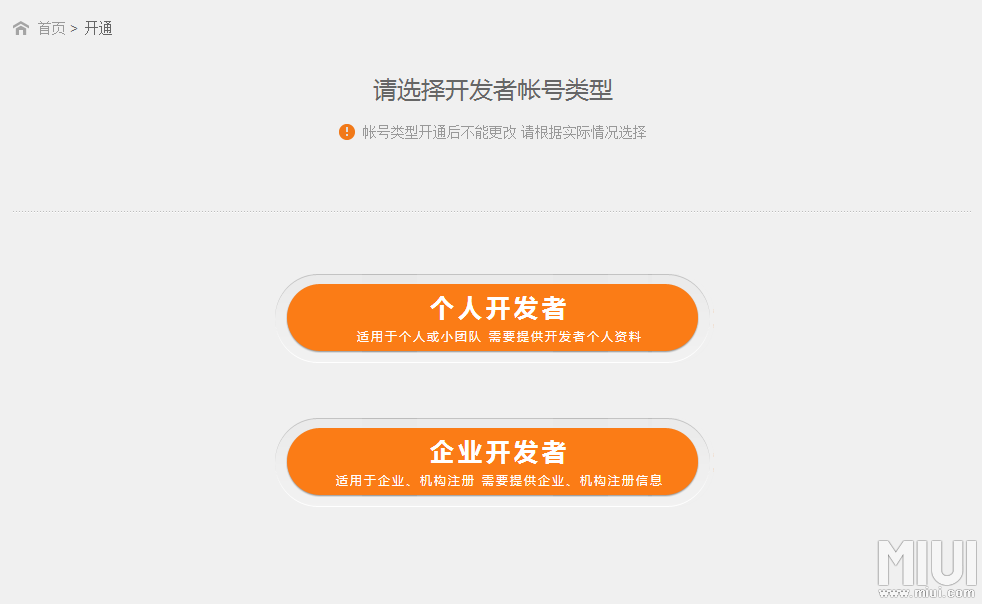 首页 > 开通
请选择开发者帐号类型
帐号类型开通后不能更改 请根据实际情况选择
个人开发者
适用于个人或小团队 需要提供开发者个人资料
企业开发者
适用于企业、机构注册 需要提供企业、机构注册信息
MIUI
www.miui.com